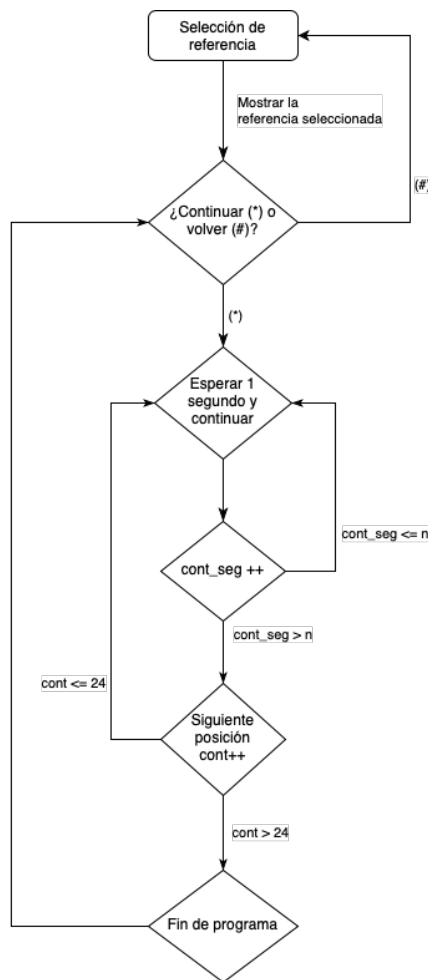 Selección de
referencia
Mostrar la
referencia seleccionada
(#)
¿Continuar (*) o
volver (#)?
(*)
Esperar 1
segundo y
continuar
cont_seg <= n
cont_seg ++
cont_seg > n
cont <= 24
Siguiente
posición
cont++
cont > 24
Fin de programa